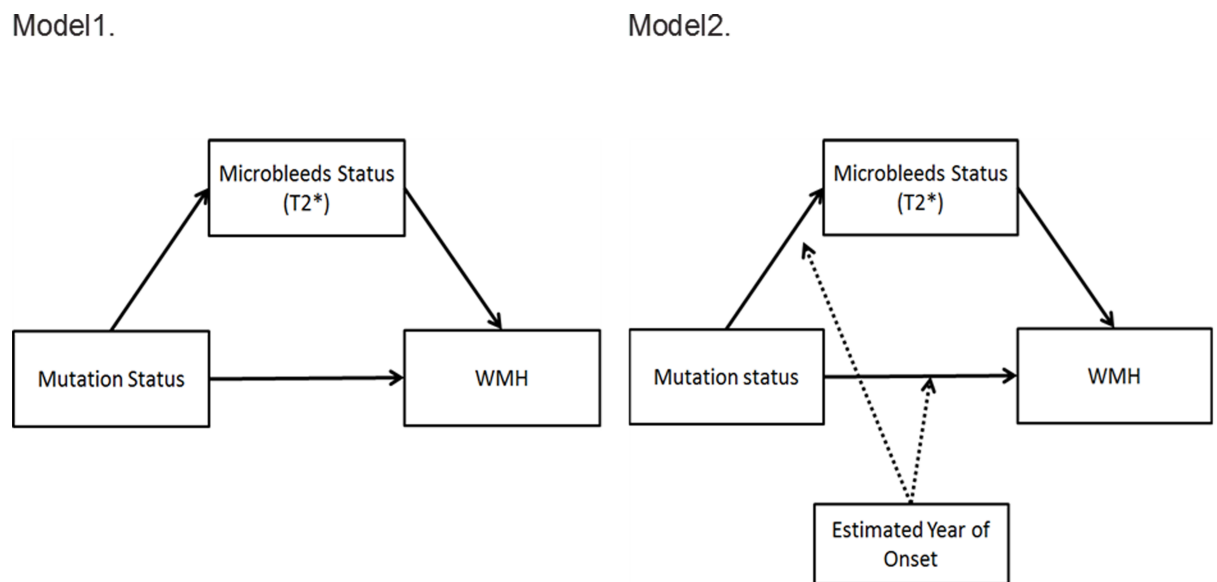 Model1.
Microbleeds Status
(T2*)
Mutation Status
WMH
Model2.
Microbleeds Status
(T2*)
Mutation status
WMH
Estimated Year of
Onset